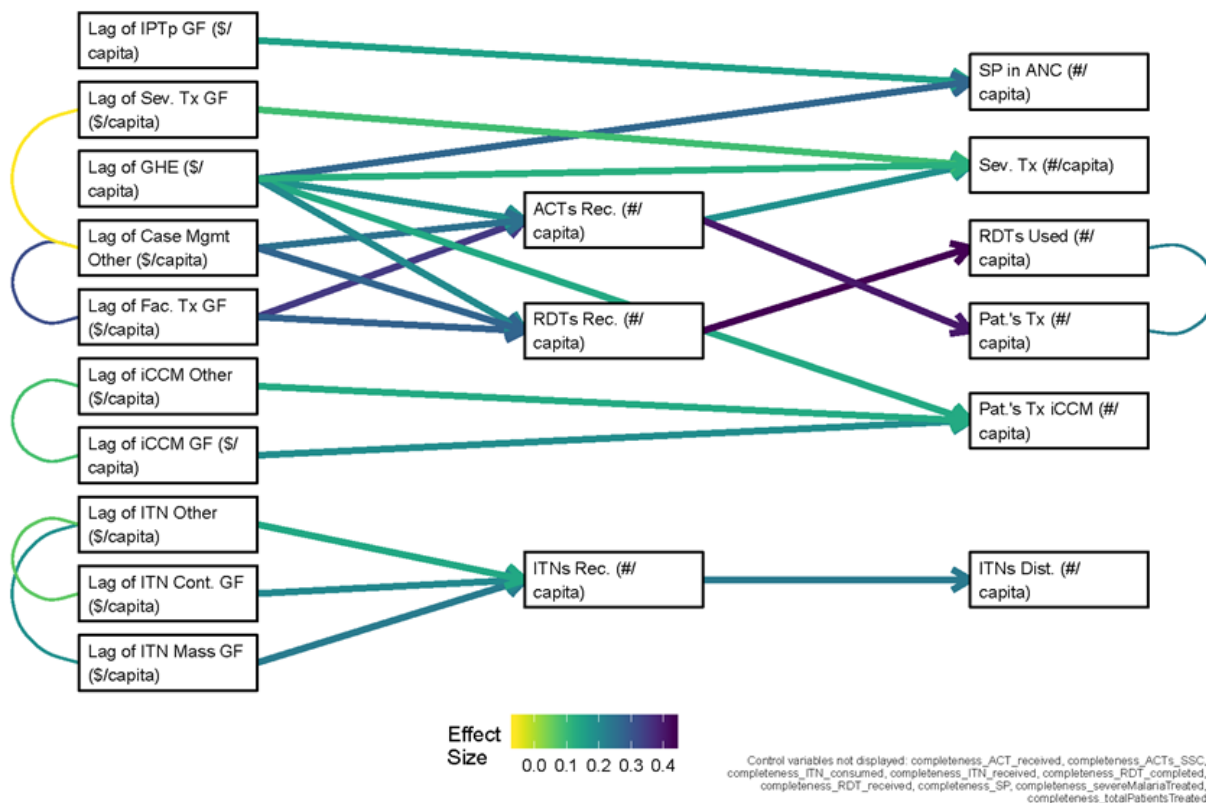 Lag of IPTp GF ($/
capita)
Lag of Sev. Tx GF
($/capita)
Lag of GHE ($/
capita)
Lag of Case Mgmt
Other ($/capita)
Lag of Fac. Tx GF
($/capita)
Lag of iCCM Other
($/capita)
Lag of iCCM GF ($/
capita)
Lag of ITN Other
($/capita)
Lag of ITN Cont. GF
($/capita)
Lag of ITN Mass GF
($/capita)
ACTs Rec. (#/
capita)
RDTs Rec. (#/
capita)
ITNs Rec. (#/
capita)
SP in ANC (#/
capita)
Sev. Tx (#/capita)
RDTs Used (#/
capita)
Pat.'s Tx (#/
capita)
Pat.'s Tx iCCM (#/
capita)
ITNs Dist. (#/
capita)
Effect
Size
0.0 0.1 0.2 0.3 0.4
Control variables not displayed: completeness_ACT_received, completeness_ACTs_SSC,
completeness_ITN_consumed, completeness_ITN_received, completeness_RDT_completed,
completeness_RDT_received, completeness_SP, completeness_severeMalariaTreated,
completeness_totalPatientsTreated